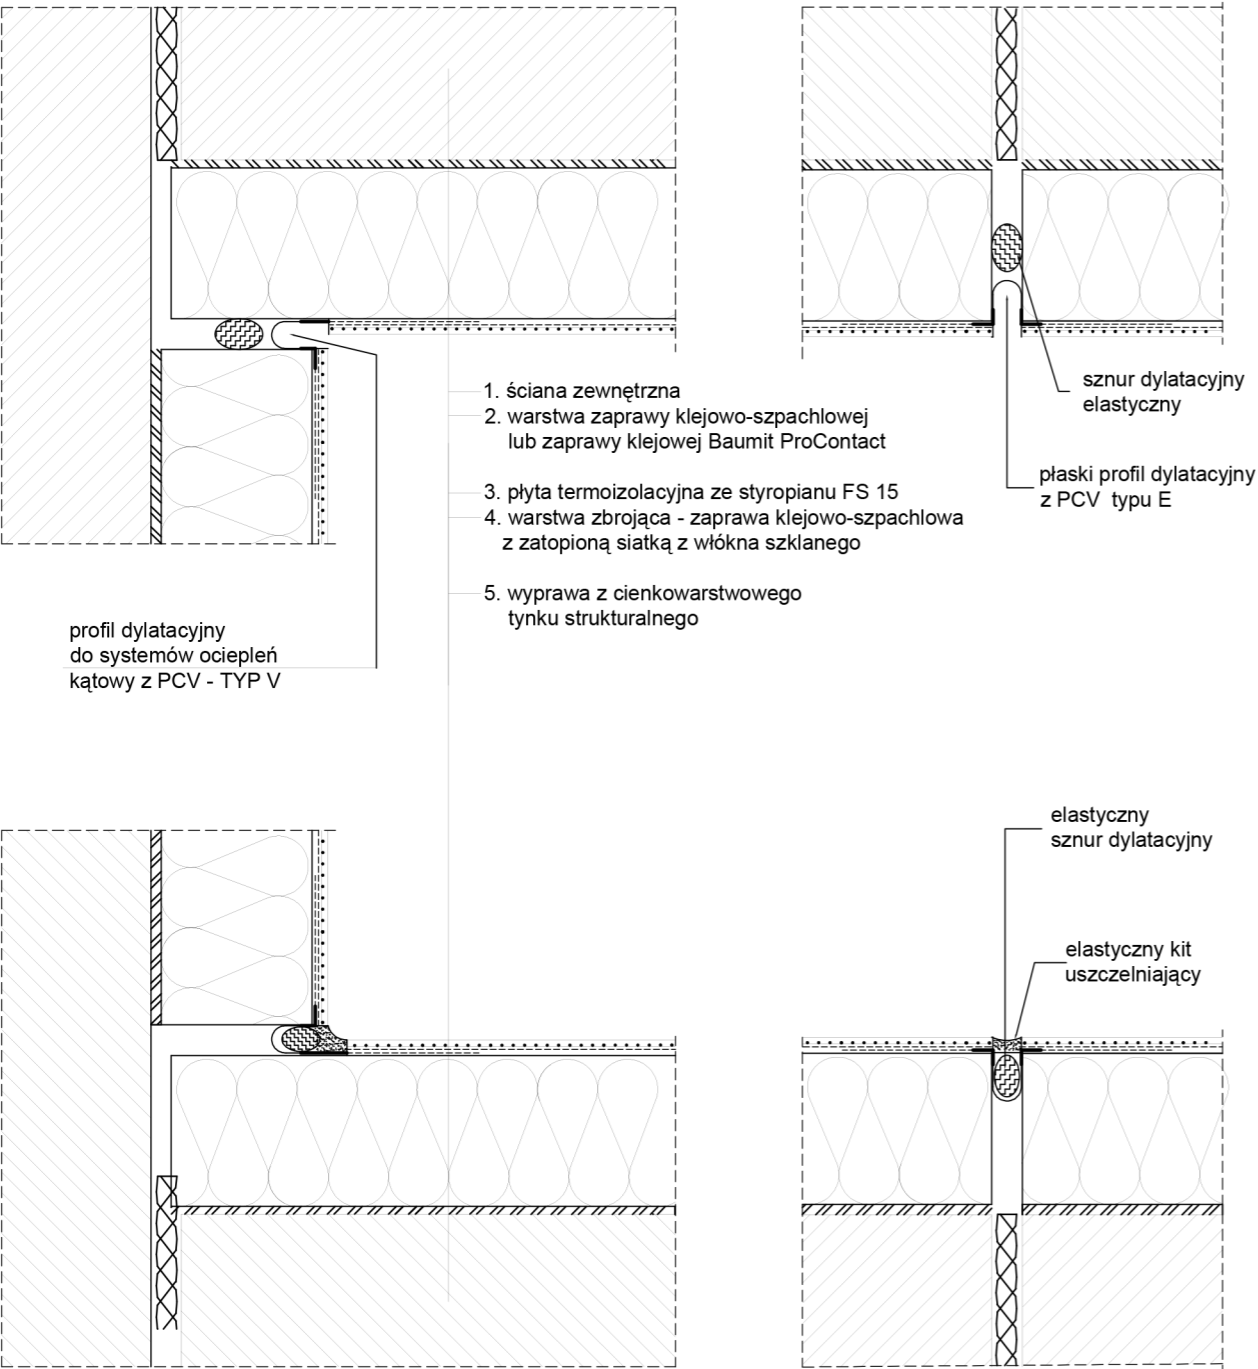 1. ściana zewnętrzna
2. warstwa zaprawy klejowo-szpachlowej
lub zaprawy klejowej Baumit ProContact
3. płyta termoizolacyjna ze styropianu FS 15
4. warstwa zbrojąca - zaprawa klejowo-szpachlowa
z zatopioną siatką z włókna szklanego
5. wyprawa z cienkowarstwowego
tynku strukturalnego
sznur dylatacyjny
elastyczny
płaski profil dylatacyjny
z PCV typu E
profil dylatacyjny
do systemów ociepleń
kątowy z PCV - TYP V
elastyczny
sznur dylatacyjny
elastyczny kit
uszczelniający